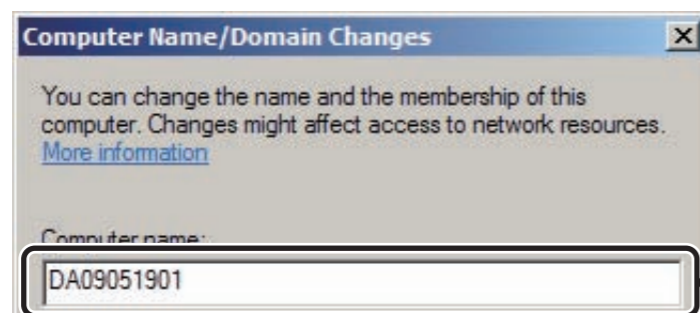 Computer Name/Domain Changes
You can change the name and the membership of this
computer. Changes might affect access to network resources.
More information
Computer name:
DA09051901